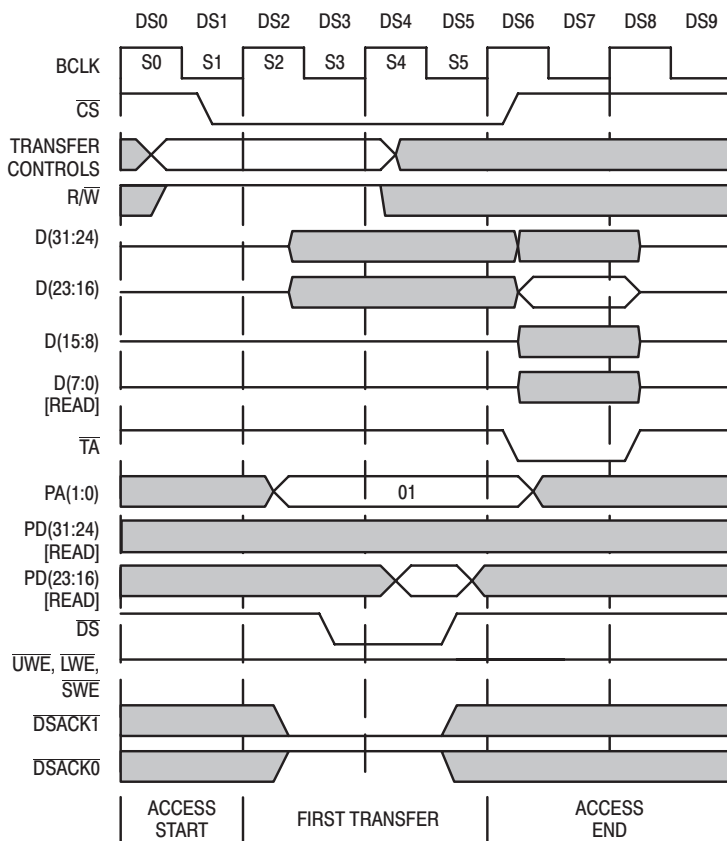 DS0 DS1 DS2 DS3 DS4 DS5 DS6 DS7 DS8 DS9
BCLK S0 S1 S2 S3 S4 S5
CS
TRANSFER
CONTROLS
R/W
D(31:24)
D(23:16)
D(15:8)
D(7:0)
[READ]
TA
PA(1:0) 01
PD(31:24)
[READ]
PD(23:16)
[READ]
DS
UWE, LWE,
SWE
DSACK1
DSACK0
ACCESS
START
FIRST TRANSFER
ACCESS
END